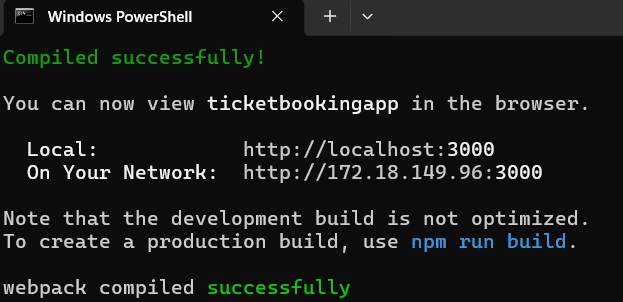 Windows PowerShell
Compiled successfully!
You can now view ticketbookingapp in the browser.
Local: http://localhost:3000
On Your Network: http://172.18.149.96:3000
Note that the development build is not optimized.
To create a production build, use npm run build.
webpack compiled successfully